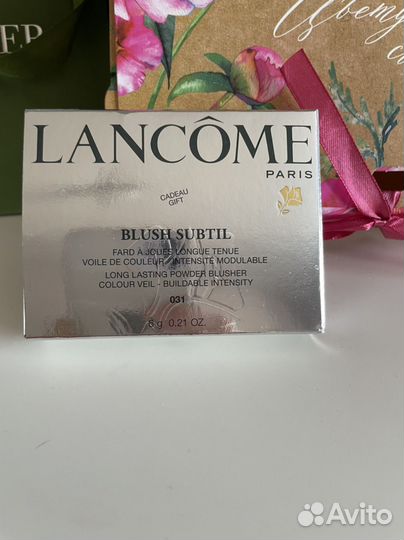 Цвету
LANCÔME
PARIS
CADEAU
GIFT
BLUSH SUBTIL
FARD À JOUES LONGUE TENUE
VOILE DE COULEUR - INTENSITÉ MODULABLE
LONG LASTING POWDER BLUSHER
COLOUR VEIL - BUILDABLE INTENSITY
031
6 g 0.21 OZ.
Avito